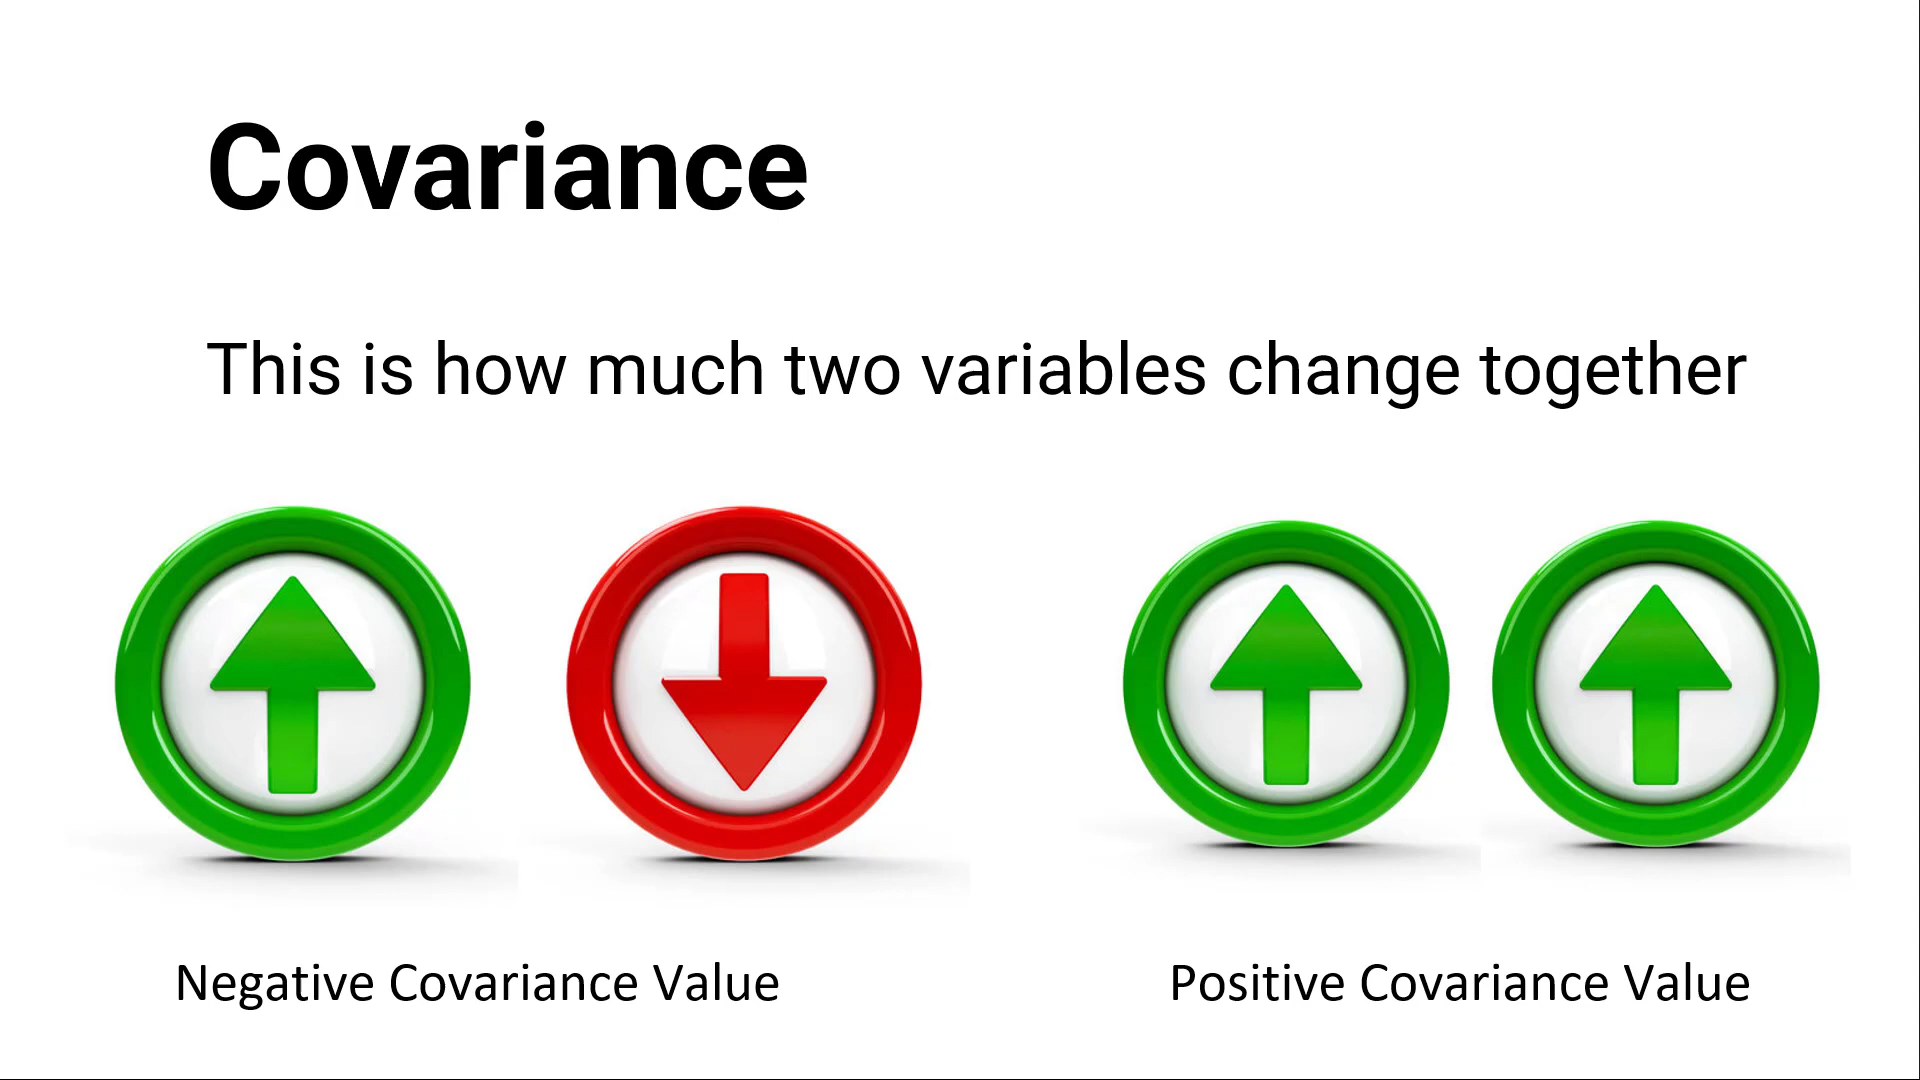 Covariance
This is how much two variables change together
Negative Covariance Value
Positive Covariance Value